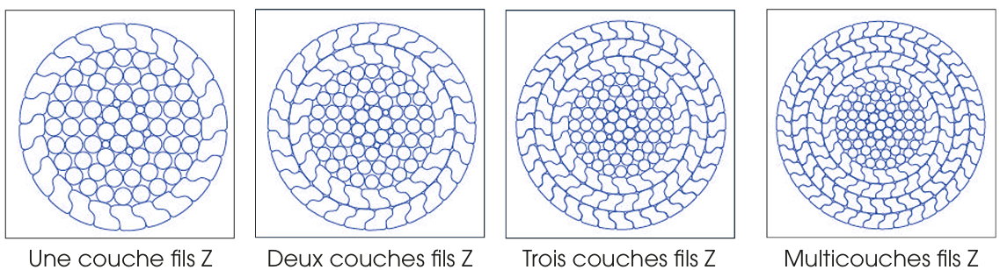 Une couche fils Z
Deux couches fils Z
Trois couches fils Z
Multicouches fils Z